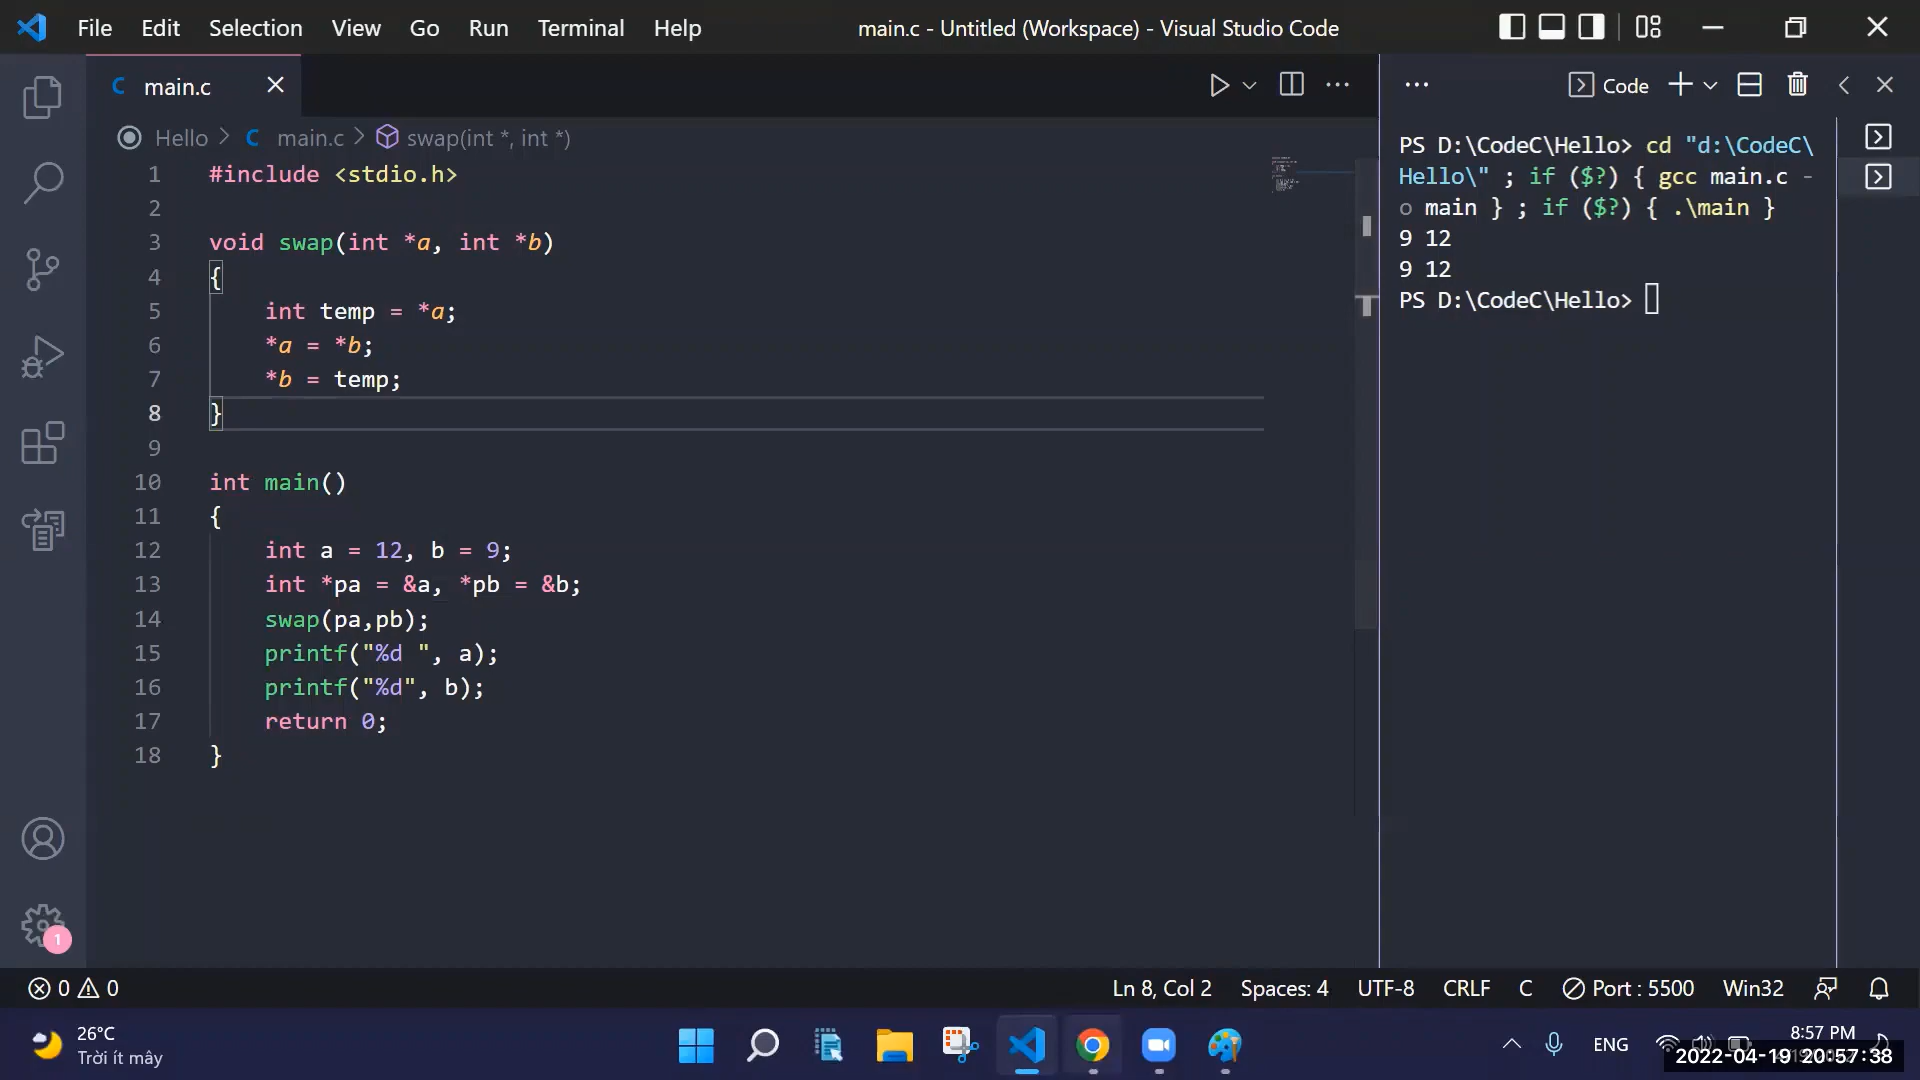 File Edit Selection View Go Run Terminal Help
main.c - Untitled (Workspace) - Visual Studio Code
C main.c
Code
Hello > C main.c > swap(int *, int *)
1 #include <stdio.h>
2
3 void swap(int *a, int *b)
4 {
5 int temp = *a;
6 *a = *b;
7 *b = temp;
8 }
9
10 int main()
11 {
12 int a = 12, b = 9;
13 int *pa = &a, *pb = &b;
14 swap(pa,pb);
15 printf("%d ", a);
16 printf("%d", b);
17 return 0;
18 }
PS D:\CodeC\Hello> cd "d:\CodeC\
Hello\" ; if ($?) { gcc main.c -
o main } ; if ($?) { .\main }
9 12
9 12
PS D:\CodeC\Hello>
1
0 0
Ln 8, Col 2 Spaces: 4 UTF-8 CRLF C Port : 5500 Win32
26°C
Trời ít mây
ENG
8:57 PM
2022-04-19 20:57:38